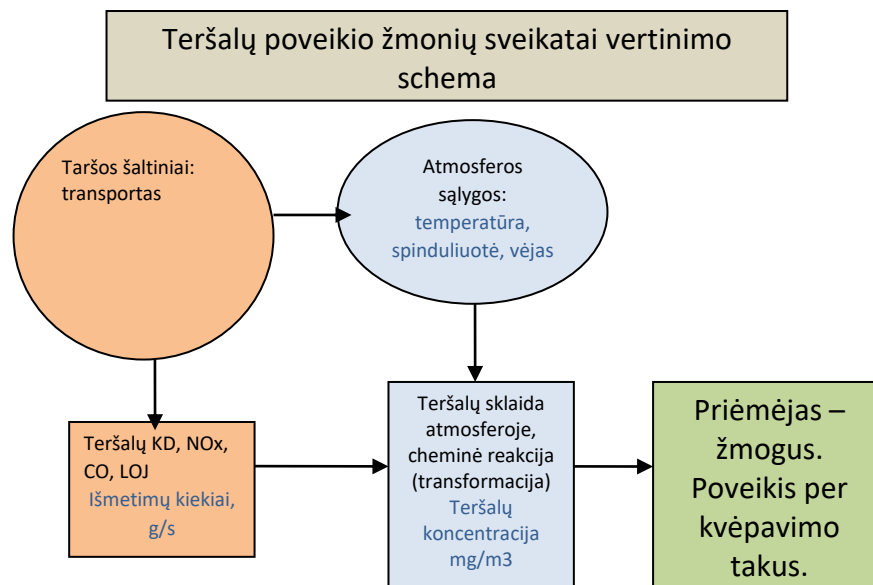 Teršalų poveikio žmonių sveikatai vertinimo
schema
Taršos šaltiniai:
transportas
Atmosferos
sąlygos:
temperatūra,
spinduliuotė, vėjas
Teršalų KD, NOx,
CO, LOJ
Išmetimų kiekiai,
g/s
Teršalų sklaida
atmosferoje,
cheminė reakcija
(transformacija)
Teršalų
koncentracija
mg/m3
Priėmėjas –
žmogus.
Poveikis per
kvėpavimo
takus.